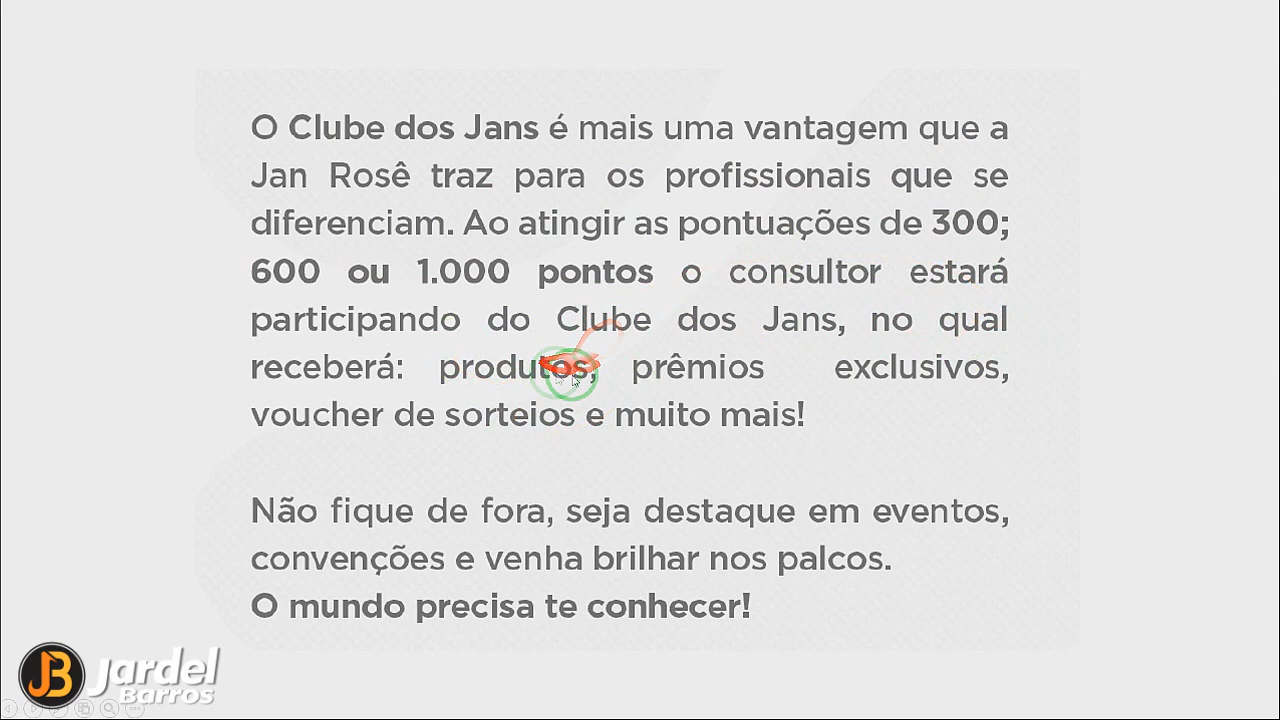 O Clube dos Jans é mais uma vantagem que a
Jan Rosê traz para os profissionais que se
diferenciam. Ao atingir as pontuações de 300;
600 ou 1.000 pontos o consultor estará
participando do Clube dos Jans, no qual
receberá: produtos, prêmios exclusivos,
voucher de sorteios e muito mais!
Não fique de fora, seja destaque em eventos,
convenções e venha brilhar nos palcos.
O mundo precisa te conhecer!
JB Jardel
Barros